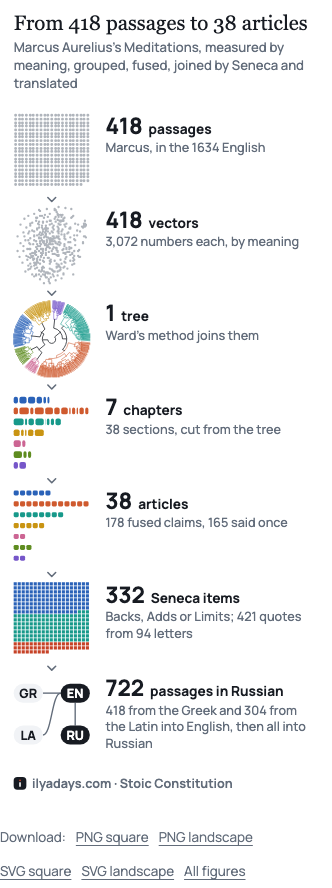 From 418 passages to 38 articles
Marcus Aurelius's Meditations, measured by
meaning, grouped, fused, joined by Seneca and
translated
418 passages
Marcus, in the 1634 English
418 vectors
3,072 numbers each, by meaning
1 tree
Ward's method joins them
7 chapters
38 sections, cut from the tree
38 articles
178 fused claims, 165 said once
332 Seneca items
Backs, Adds or Limits; 421 quotes
from 94 letters
GR EN
LA RU
722 passages in Russian
418 from the Greek and 304 from
the Latin into English, then all into
Russian
i ilyadays.com · Stoic Constitution
Download: PNG square PNG landscape
SVG square SVG landscape All figures